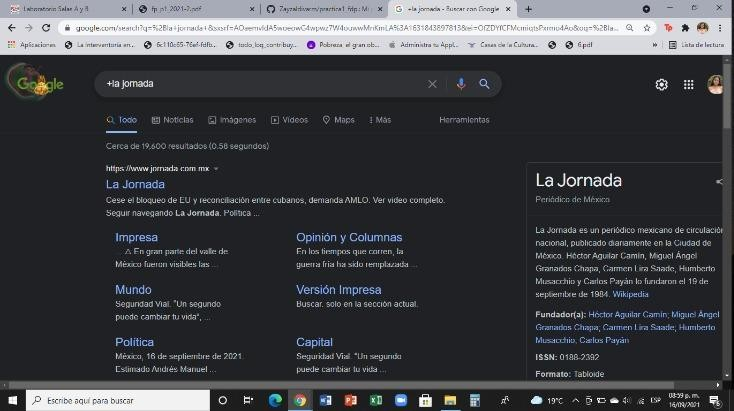 Laboratorio Salas A y B
fp_p1_2021-2.pdf
Zayzaldivarm/practica1_fdp: Mi p
+la jornada - Buscar con Google
google.com/search?q=%2Bla+jornada+&sxsrf=
Aplicaciones
La Interventoria en...
6c110c65-76ef-4fdb...
todo_log_contribuy...
Pobreza, el gran ob...
Administra tu Appl...
Casas de la Cultura...
6.pdf
»
Lista de lectura
Google
+la jornada
Todo
Noticias
Imágenes
Videos
Maps
Más
Herramientas
Cerca de 19,600 resultados (0.58 segundos)
https://www.jornada.com.mx
La Jornada
Cese el bloqueo de EU y reconciliación entre cubanos, demanda AMLO. Ver video completo.
Seguir navegando La Jornada. Política ...
Impresa
... ⚠ En gran parte del valle de
México fueron visibles las ...
Opinión y Columnas
En los tiempos que corren, la
guerra fría ha sido remplazada ...
Mundo
Seguridad Vial. "Un segundo
puede cambiar tu vida", ...
Versión Impresa
Buscar. solo en la sección actual.
Política
México, 16 de septiembre de 2021.
Estimado Andrés Manuel ...
Capital
Seguridad Vial. "Un segundo
puede cambiar tu vida ...
La Jornada
Periódico de México
La Jornada es un periódico mexicano de circulación
nacional, publicado diariamente en la Ciudad de
México. Héctor Aguilar Camín, Miguel Ángel
Granados Chapa, Carmen Lira Saade, Humberto
Musacchio y Carlos Payán lo fundaron el 19 de
septiembre de 1984. Wikipedia
Fundador(a): Héctor Aguilar Camín; Miguel Ángel
Granados Chapa; Carmen Lira Saade; Humberto
Musacchio, Carlos Payán
ISSN: 0188-2392
Formato: Tabloide
Escribe aquí para buscar
19°C
ESP
08:59 p. m.
16/09/2021